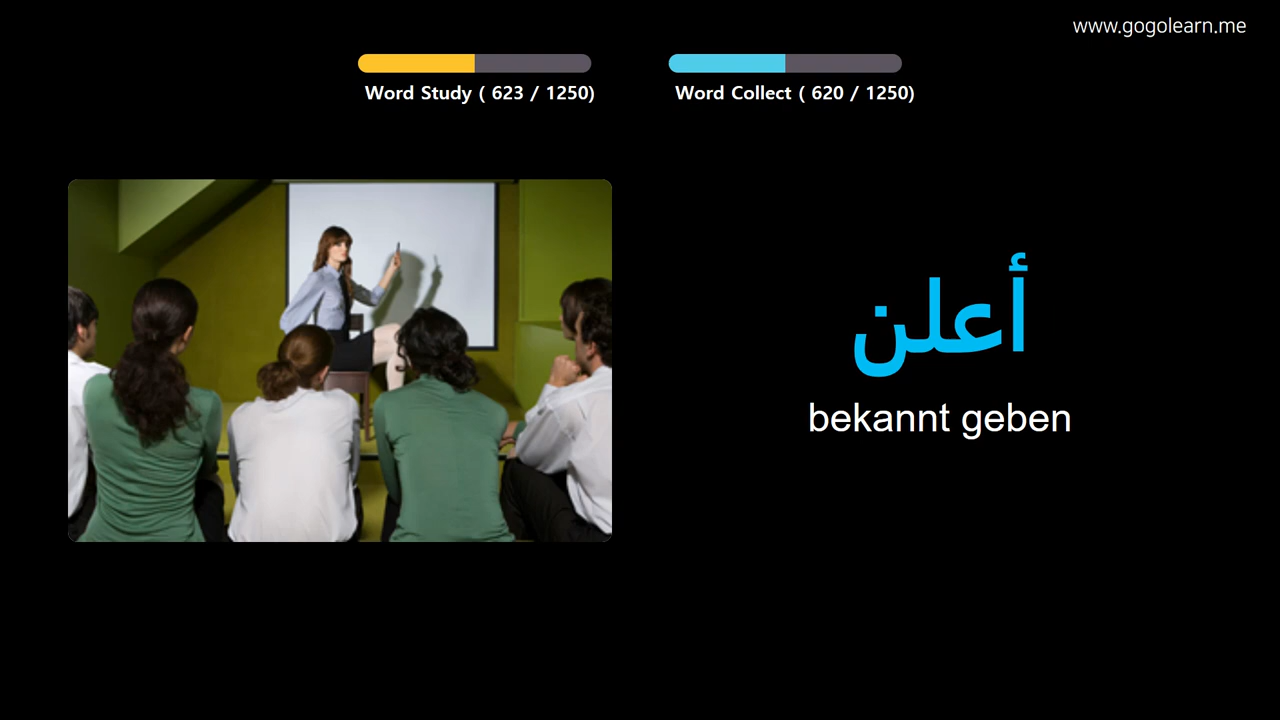 www.gogolearn.me
Word Study ( 623 / 1250)
Word Collect ( 620 / 1250)
أعلن
bekannt geben